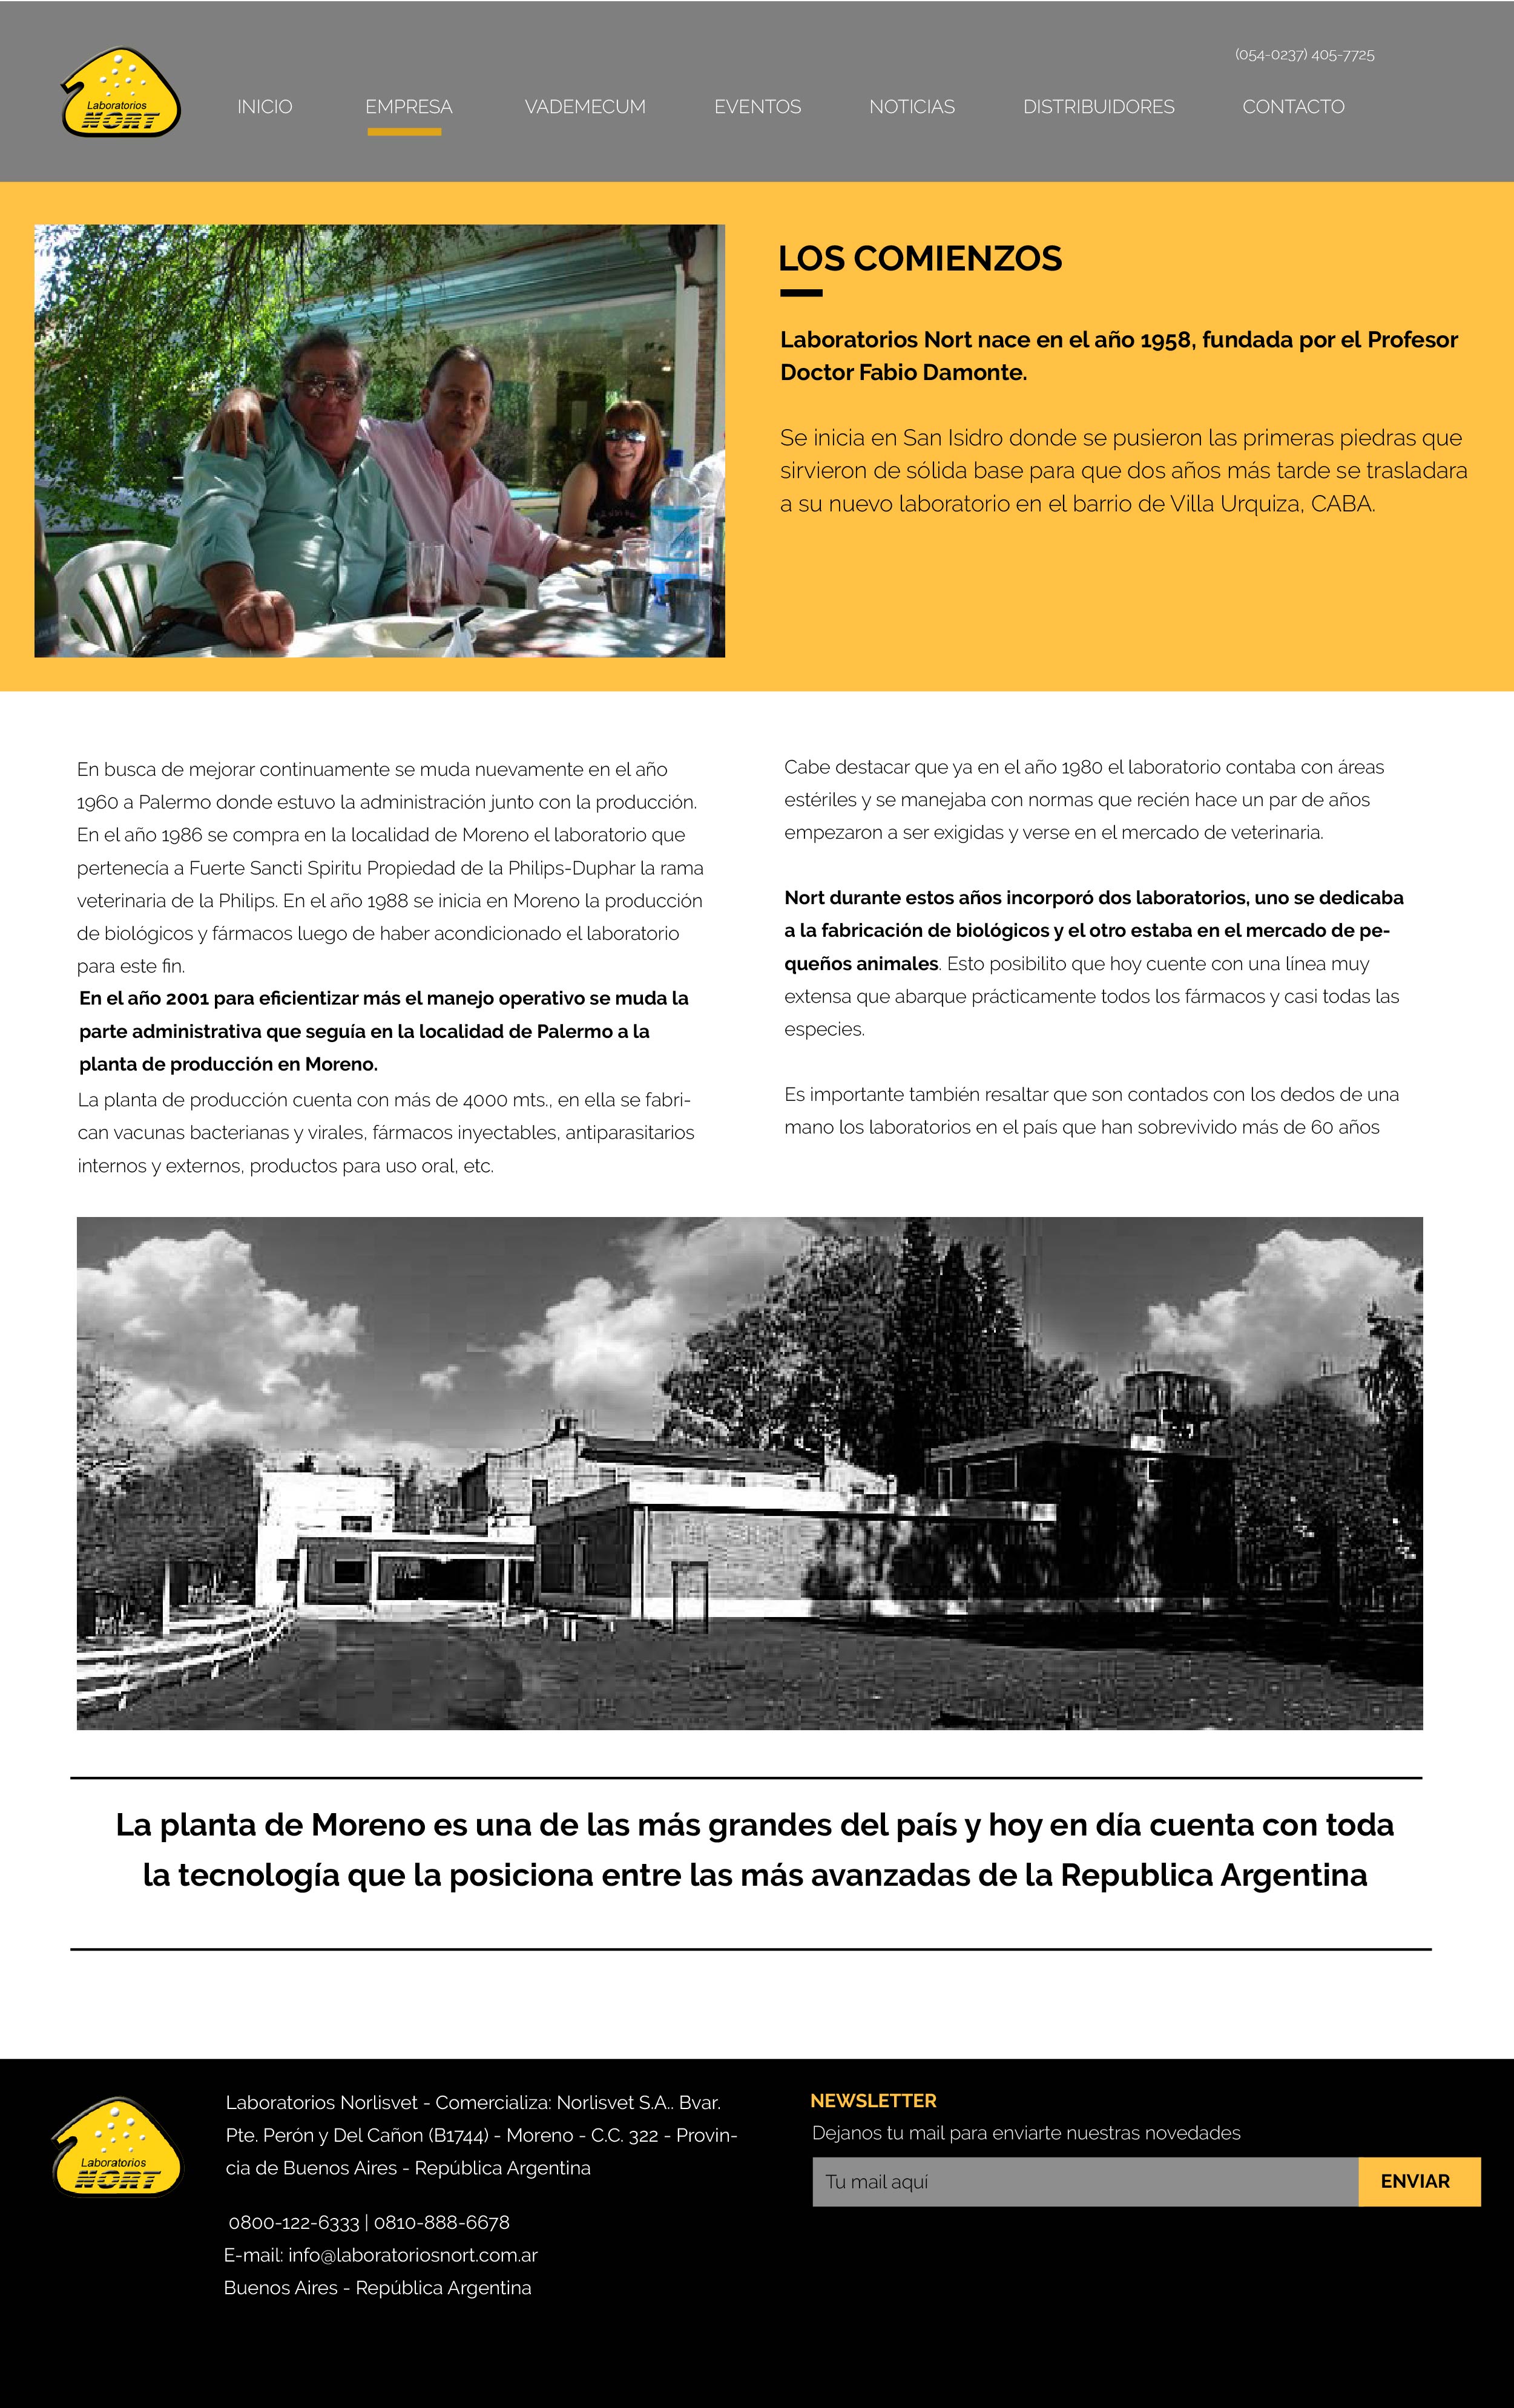 (054-0237) 405-7725
Laboratorios
NORT
INICIO EMPRESA VADEMECUM EVENTOS NOTICIAS DISTRIBUIDORES CONTACTO
LOS COMIENZOS
Laboratorios Nort nace en el año 1958, fundada por el Profesor
Doctor Fabio Damonte.
Se inicia en San Isidro donde se pusieron las primeras piedras que
sirvieron de sólida base para que dos años más tarde se trasladara
a su nuevo laboratorio en el barrio de Villa Urquiza, CABA.
En busca de mejorar continuamente se muda nuevamente en el año
1960 a Palermo donde estuvo la administración junto con la producción.
En el año 1986 se compra en la localidad de Moreno el laboratorio que
pertenecía a Fuerte Sancti Spiritu Propiedad de la Philips-Duphar la rama
veterinaria de la Philips. En el año 1988 se inicia en Moreno la producción
de biológicos y fármacos luego de haber acondicionado el laboratorio
para este fin.
En el año 2001 para eficientizar más el manejo operativo se muda la
parte administrativa que seguía en la localidad de Palermo a la
planta de producción en Moreno.
La planta de producción cuenta con más de 4000 mts., en ella se fabri-
can vacunas bacterianas y virales, fármacos inyectables, antiparasitarios
internos y externos, productos para uso oral, etc.
Cabe destacar que ya en el año 1980 el laboratorio contaba con áreas
estériles y se manejaba con normas que recién hace un par de años
empezaron a ser exigidas y verse en el mercado de veterinaria.
Nort durante estos años incorporó dos laboratorios, uno se dedicaba
a la fabricación de biológicos y el otro estaba en el mercado de pe-
queños animales. Esto posibilito que hoy cuente con una línea muy
extensa que abarque prácticamente todos los fármacos y casi todas las
especies.
Es importante también resaltar que son contados con los dedos de una
mano los laboratorios en el país que han sobrevivido más de 60 años
La planta de Moreno es una de las más grandes del país y hoy en día cuenta con toda
la tecnología que la posiciona entre las más avanzadas de la Republica Argentina
Laboratorios
NORT
Laboratorios Norlisvet - Comercializa: Norlisvet S.A.. Bvar.
Pte. Perón y Del Cañon (B1744) - Moreno - C.C. 322 - Provin-
cia de Buenos Aires - República Argentina
0800-122-6333 | 0810-888-6678
E-mail: info@laboratoriosnort.com.ar
Buenos Aires - República Argentina
NEWSLETTER
Dejanos tu mail para enviarte nuestras novedades
Tu mail aquí ENVIAR